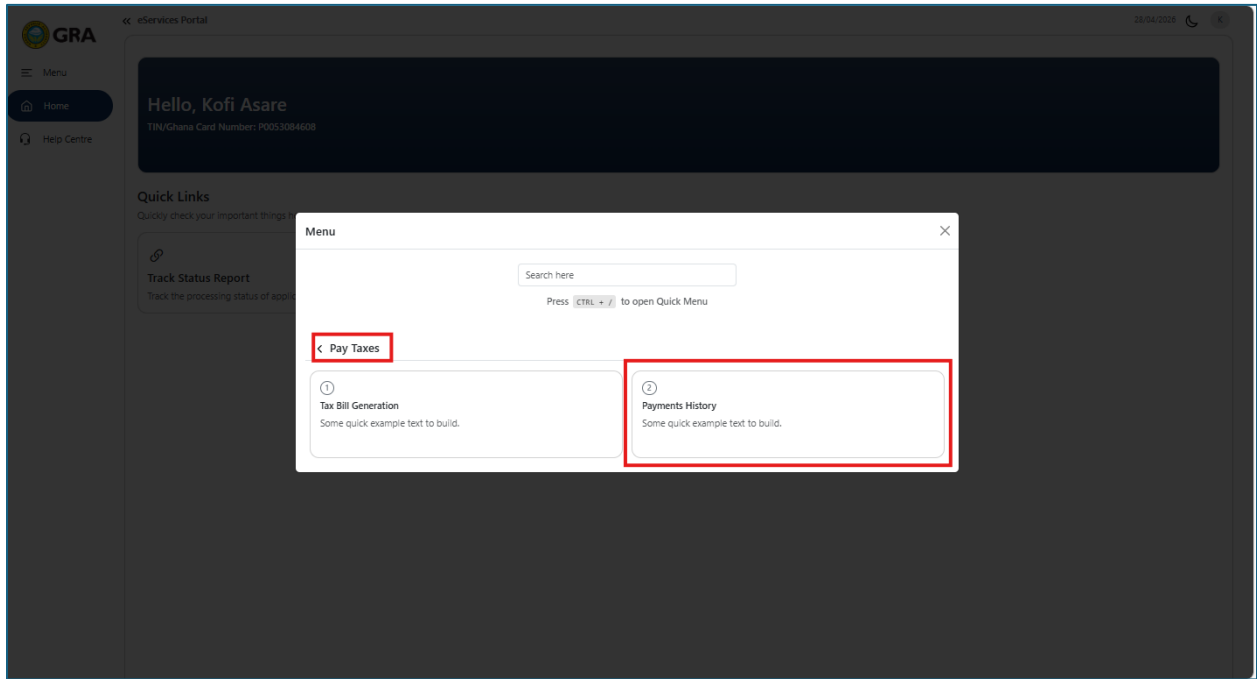 GRA
eServices Portal
28/04/2026
K
Menu
Home
Help Centre
Hello, Kofi Asare
TIN/Ghana Card Number: P0053084608
Quick Links
Quickly check your important things h
Track Status Report
Track the processing status of applic
Menu
Search here
Press CTRL + / to open Quick Menu
Pay Taxes
1
Tax Bill Generation
Some quick example text to build.
2
Payments History
Some quick example text to build.